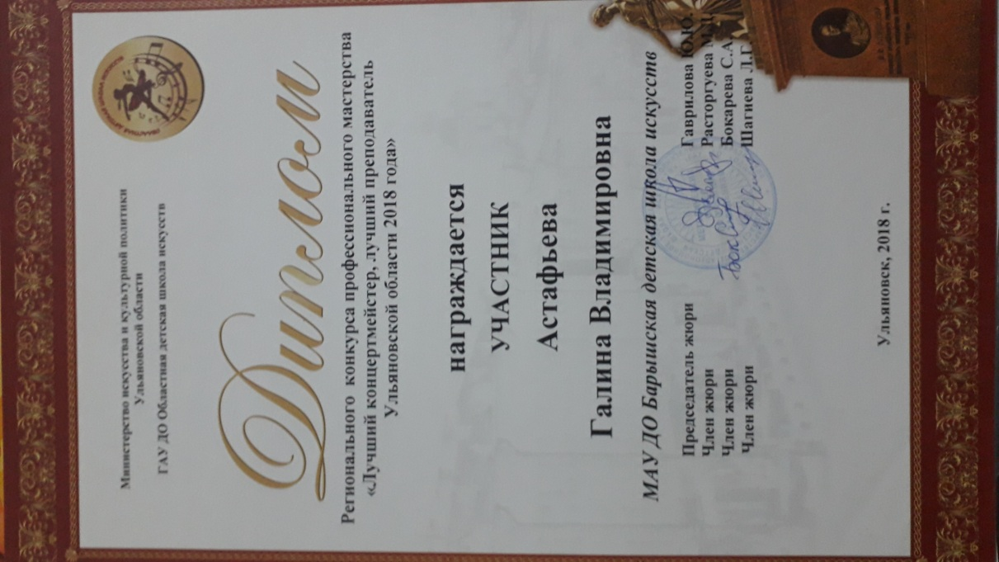 Министерство искусства и культурной политики
Ульяновской области
ГАУ ДО Областная детская школа искусств
Диплом
Регионального конкурса профессионального мастерства
«Лучший концертмейстер, лучший преподаватель
Ульяновской области 2018 года»
награждается
УЧАСТНИК
Астафьева
Галина Владимировна
МАУ ДО Барышская детская школа искусств
Председатель жюри Гаврилова Ю.Ю.
Член жюри Расторгуева М.Ц.
Член жюри Бокарева С.А.
Член жюри Шагиева Л.Г.
Ульяновск, 2018 г.